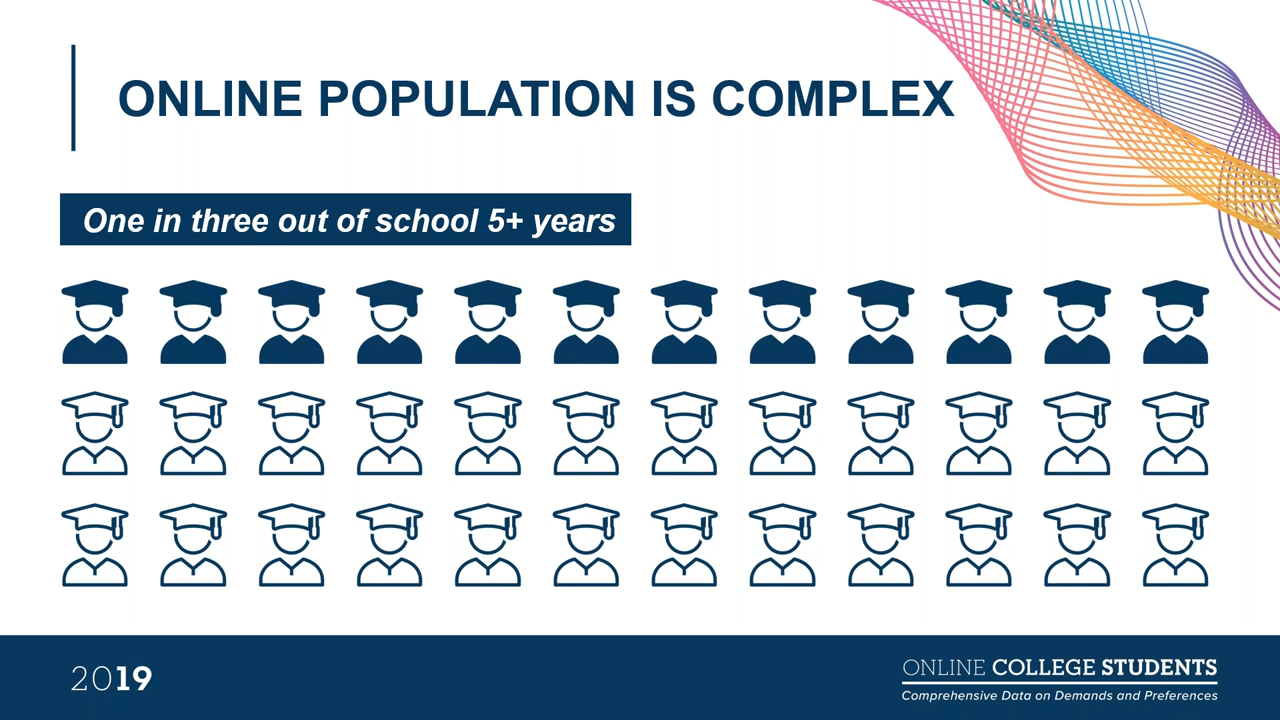 ONLINE POPULATION IS COMPLEX
One in three out of school 5+ years
2019
ONLINE COLLEGE STUDENTS
Comprehensive Data on Demands and Preferences